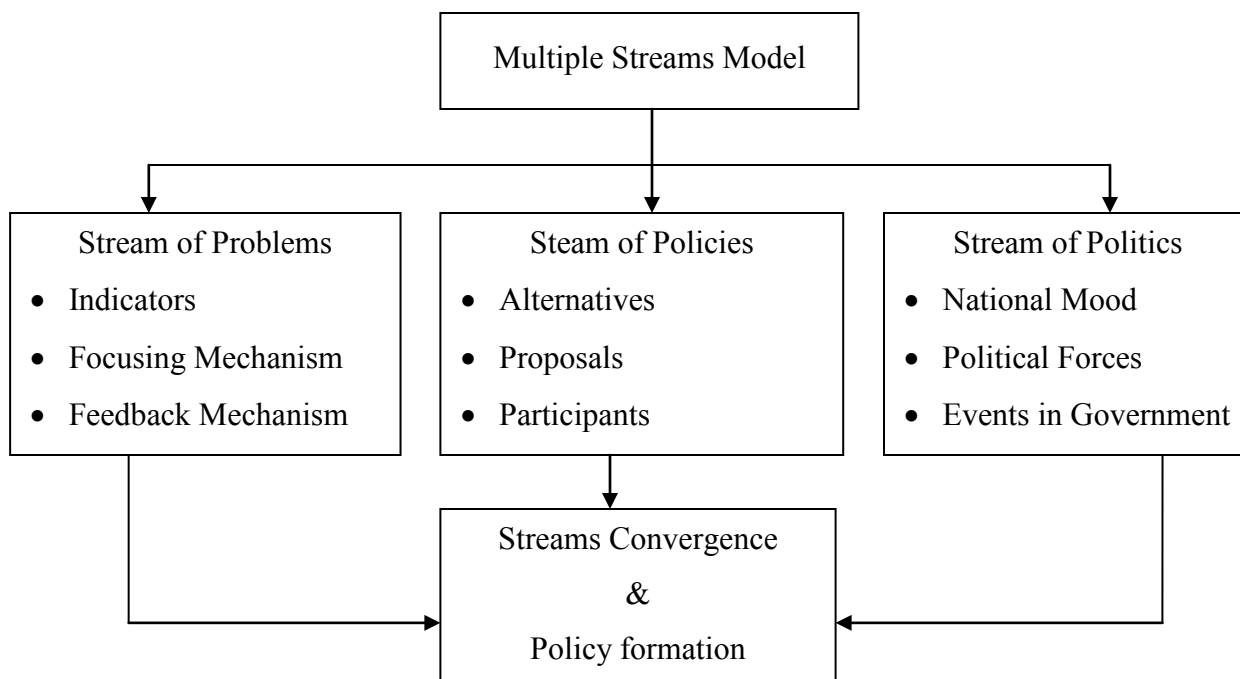 Multiple Streams Model
Stream of Problems
• Indicators
• Focusing Mechanism
• Feedback Mechanism
Steam of Policies
• Alternatives
• Proposals
• Participants
Stream of Politics
• National Mood
• Political Forces
• Events in Government
Streams Convergence
&
Policy formation